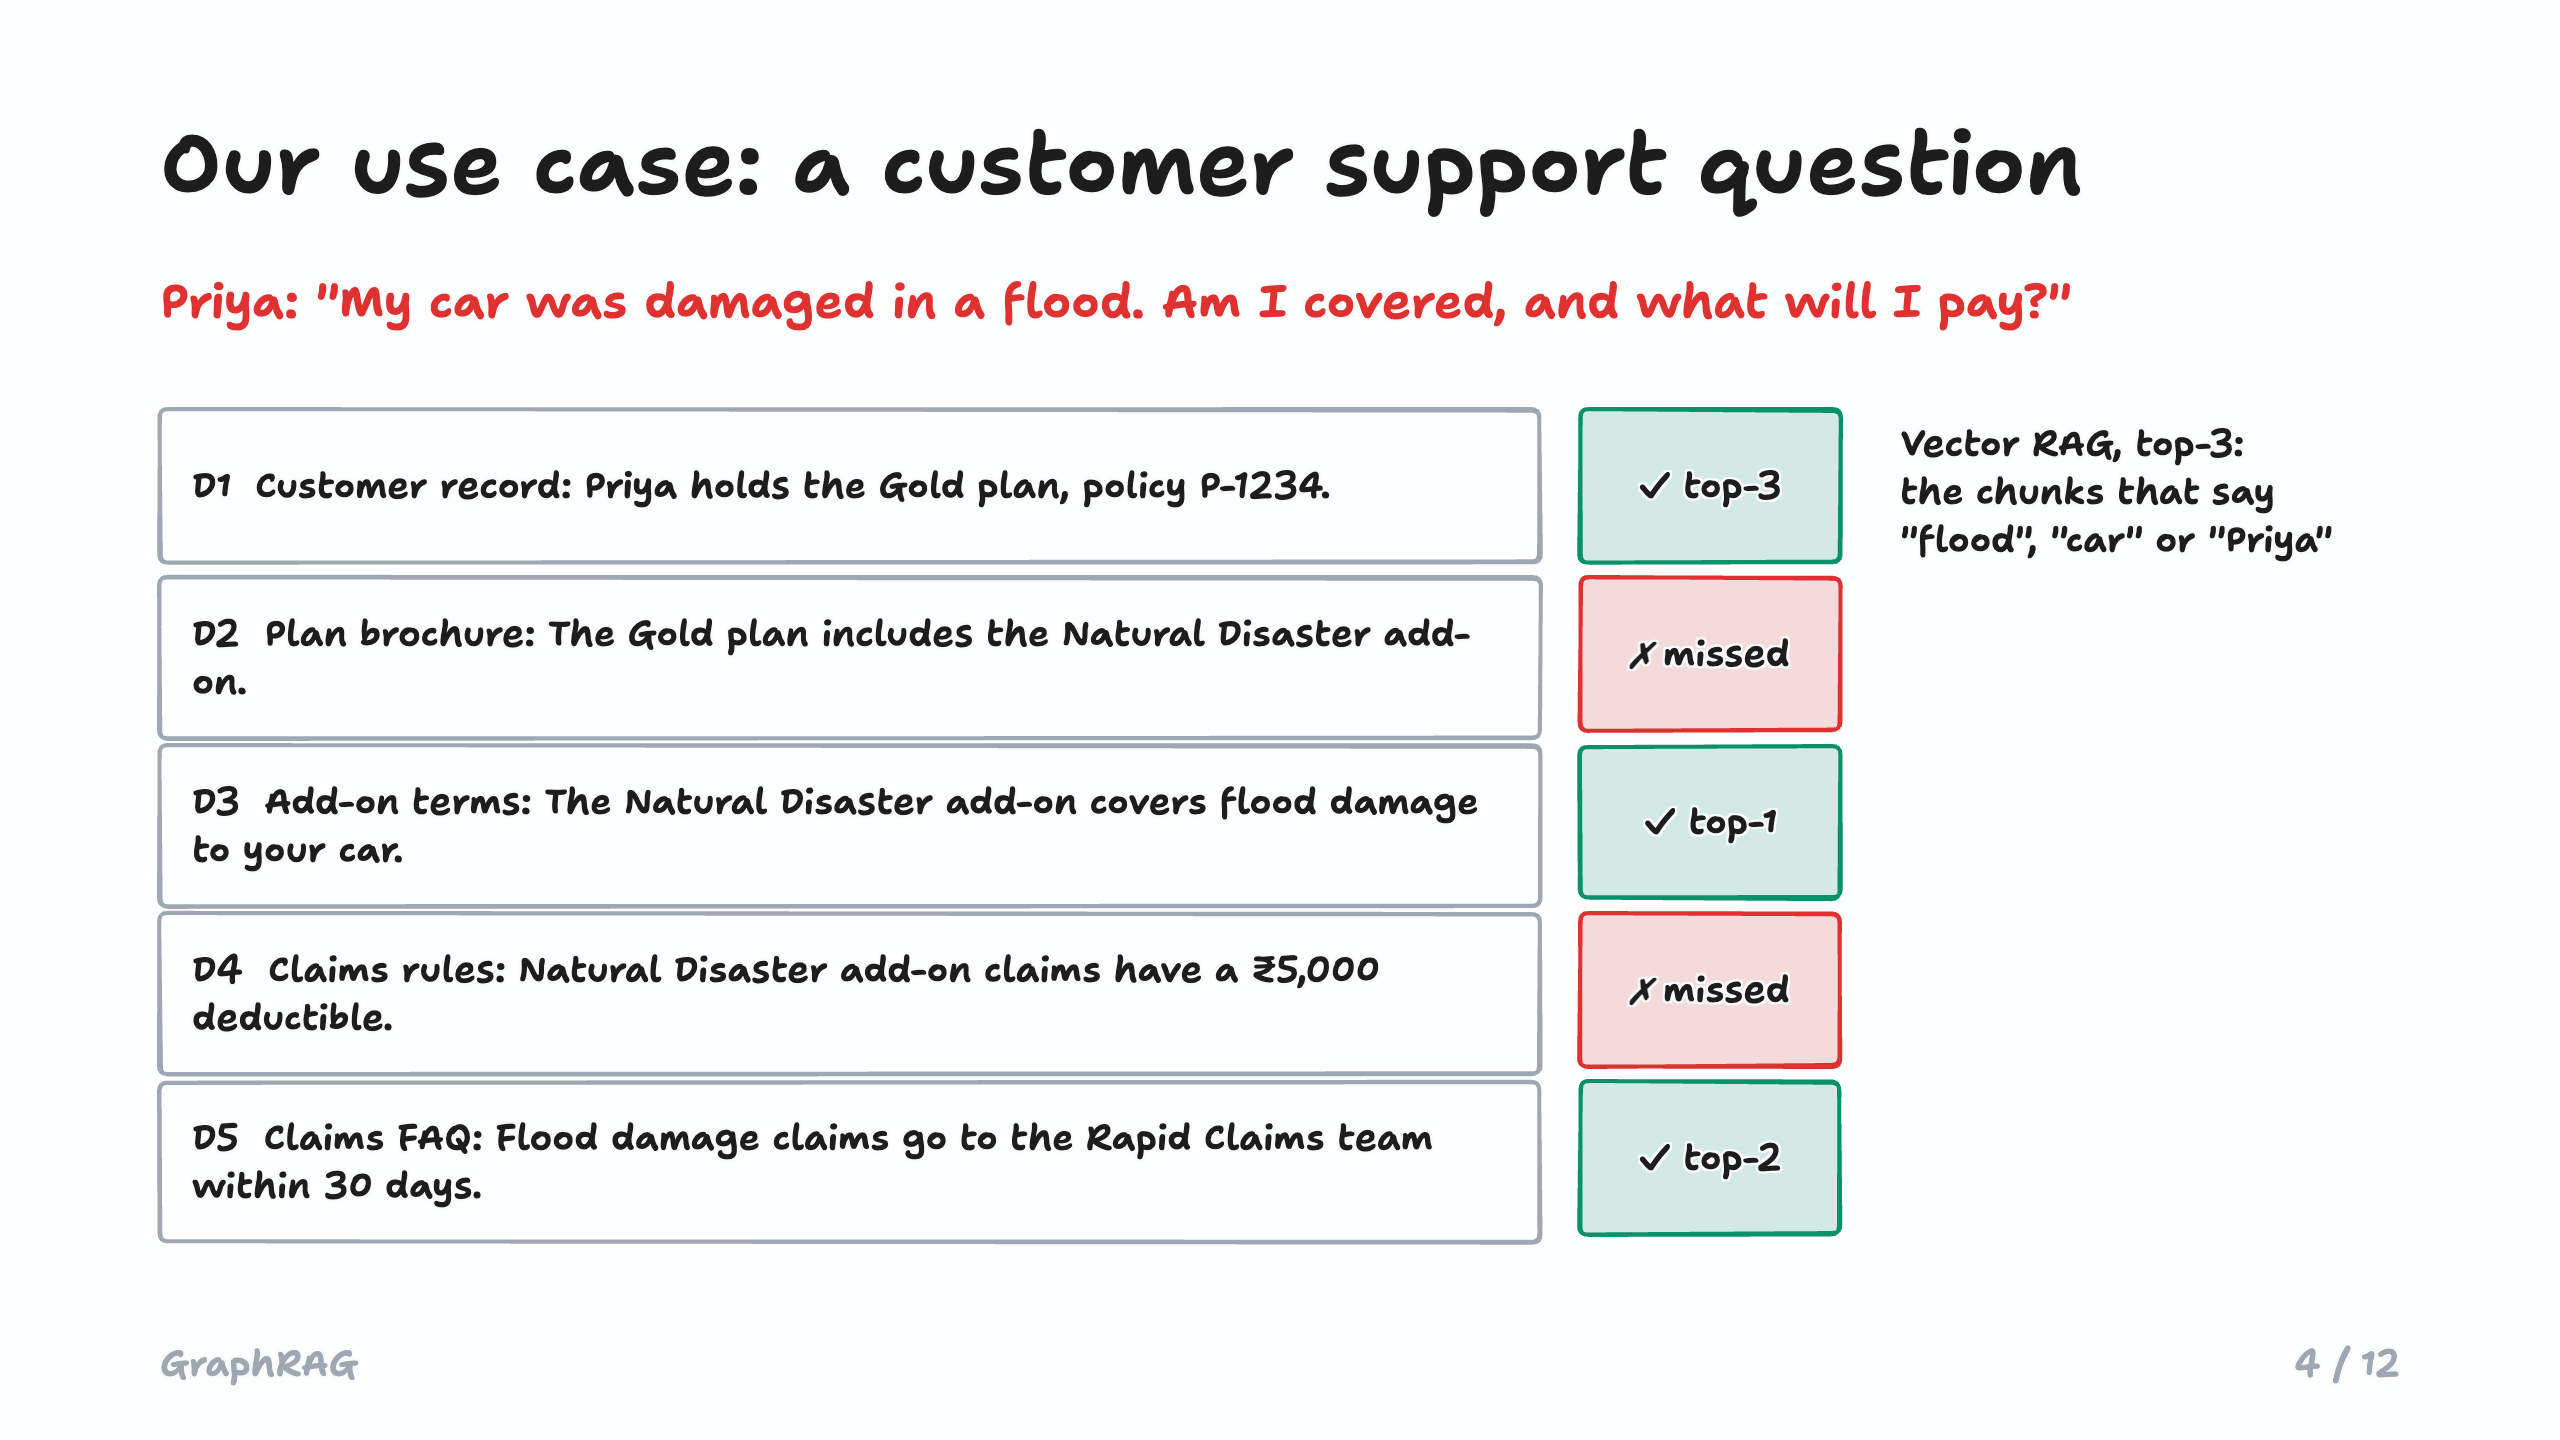 Our use case: a customer support question
Priya: "My car was damaged in a flood. Am I covered, and what will I pay?"
D1 Customer record: Priya holds the Gold plan, policy P-1234.
✓ top-3
Vector RAG, top-3:
the chunks that say
"flood", "car" or "Priya"
D2 Plan brochure: The Gold plan includes the Natural Disaster add-
on.
✗ missed
D3 Add-on terms: The Natural Disaster add-on covers flood damage
to your car.
✓ top-1
D4 Claims rules: Natural Disaster add-on claims have a ₹5,000
deductible.
✗ missed
D5 Claims FAQ: Flood damage claims go to the Rapid Claims team
within 30 days.
✓ top-2
GraphRAG
4 / 12